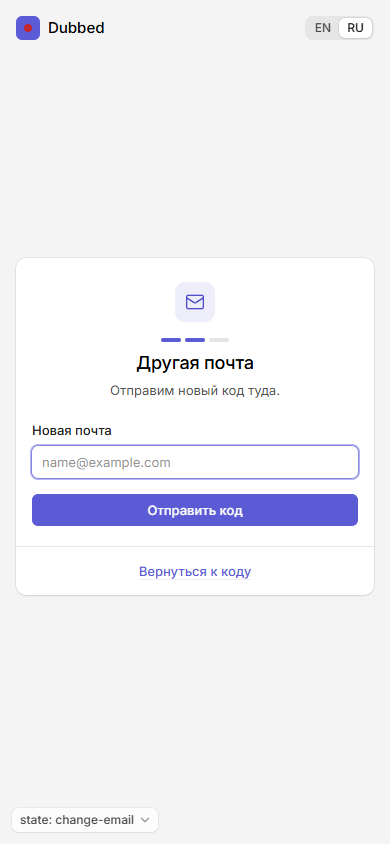 Dubbed
EN RU
Другая почта
Отправим новый код туда.
Новая почта
name@example.com
Отправить код
Вернуться к коду
state: change-email